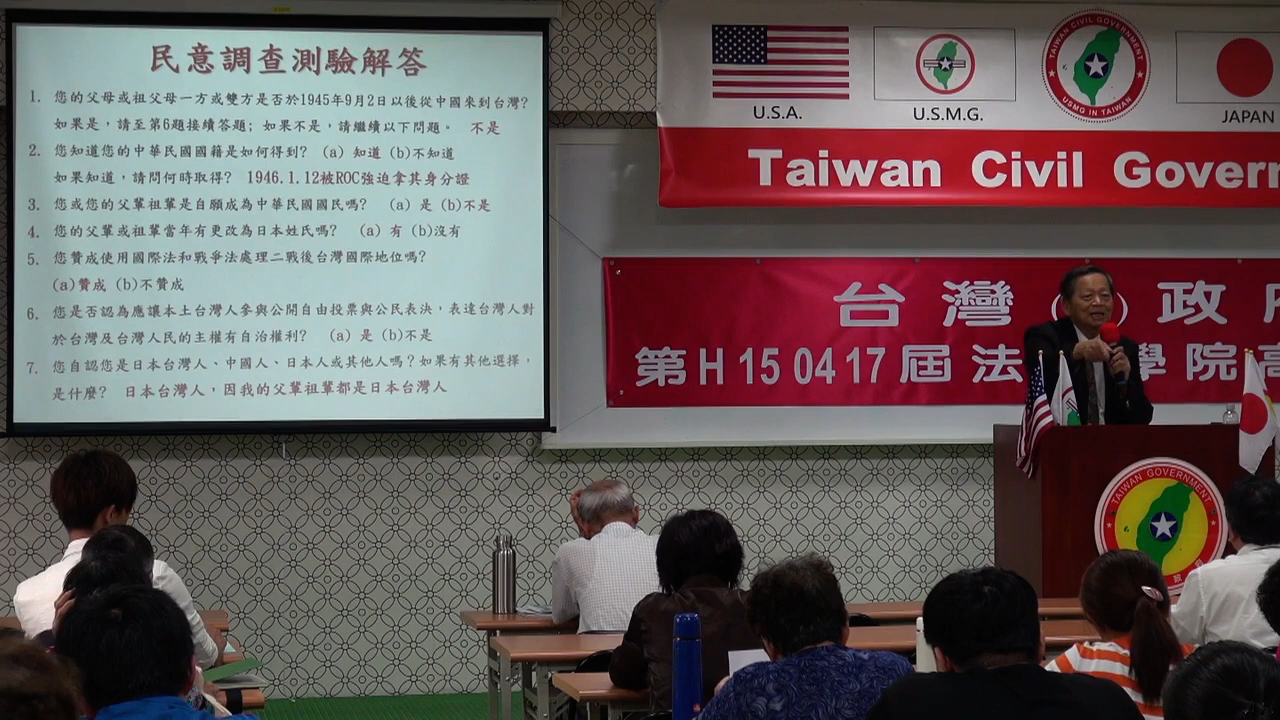 民意調查測驗解答
1. 您的父母或祖父母一方或雙方是否於1945年9月2日以後從中國來到台灣?
如果是，請至第6題接續答題; 如果不是，請繼續以下問題。 不是
2. 您知道您的中華民國國籍是如何得到? (a) 知道 (b)不知道
如果知道，請問何時取得? 1946.1.12被ROC強迫拿其身分證
3. 您或您的父輩祖輩是自願成為中華民國國民嗎? (a) 是 (b)不是
4. 您的父輩或祖輩當年有更改為日本姓氏嗎? (a) 有 (b)沒有
5. 您贊成使用國際法和戰爭法處理二戰後台灣國際地位嗎?
(a)贊成 (b)不贊成
6. 您是否認為應讓本土台灣人參與公開自由投票與公民表決，表達台灣人對
於台灣及台灣人民的主權有自治權利? (a) 是 (b)不是
7. 您自認您是日本台灣人、中國人、日本人或其他人嗎?如果有其他選擇，
是什麼? 日本台灣人，因我的父輩祖輩都是日本台灣人
U.S.A.
U.S.M.G.
TAIWAN CIVIL GOVERNMENT
USMG IN TAIWAN
JAPAN
Taiwan Civil Govern
台灣 政府
第H 15 04 17屆法 學院高
TAIWAN GOVERNMENT